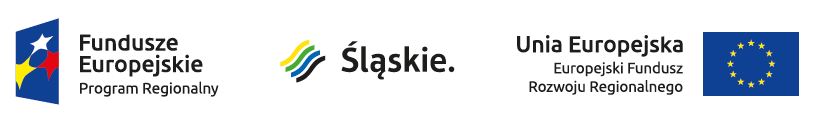 Fundusze
Europejskie
Program Regionalny
Śląskie.
Unia Europejska
Europejski Fundusz
Rozwoju Regionalnego